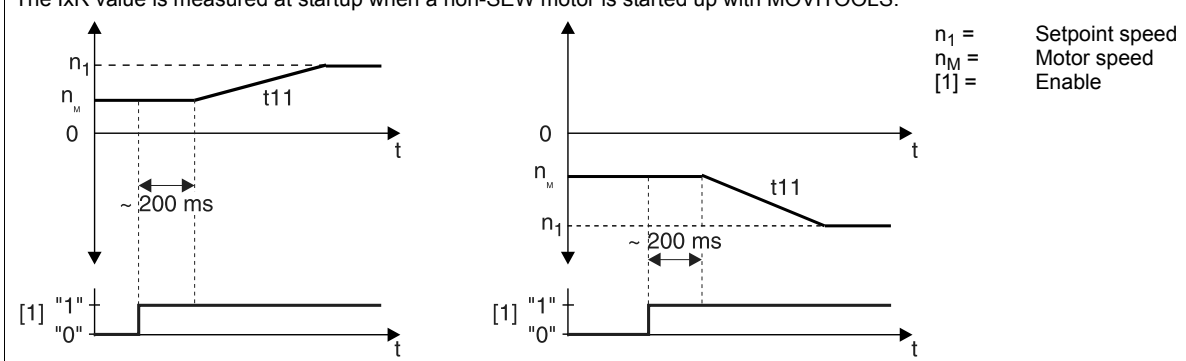 The IxR value is measured at startup when a non-SEW motor is started up with MOVITOOLS.
n1 = Setpoint speed
nM = Motor speed
[1] = Enable
n1
nM
0
t11
t
~ 200 ms
[1] "1"
"0"
t
0
nM
n1
t11
t
~ 200 ms
[1] "1"
"0"
t